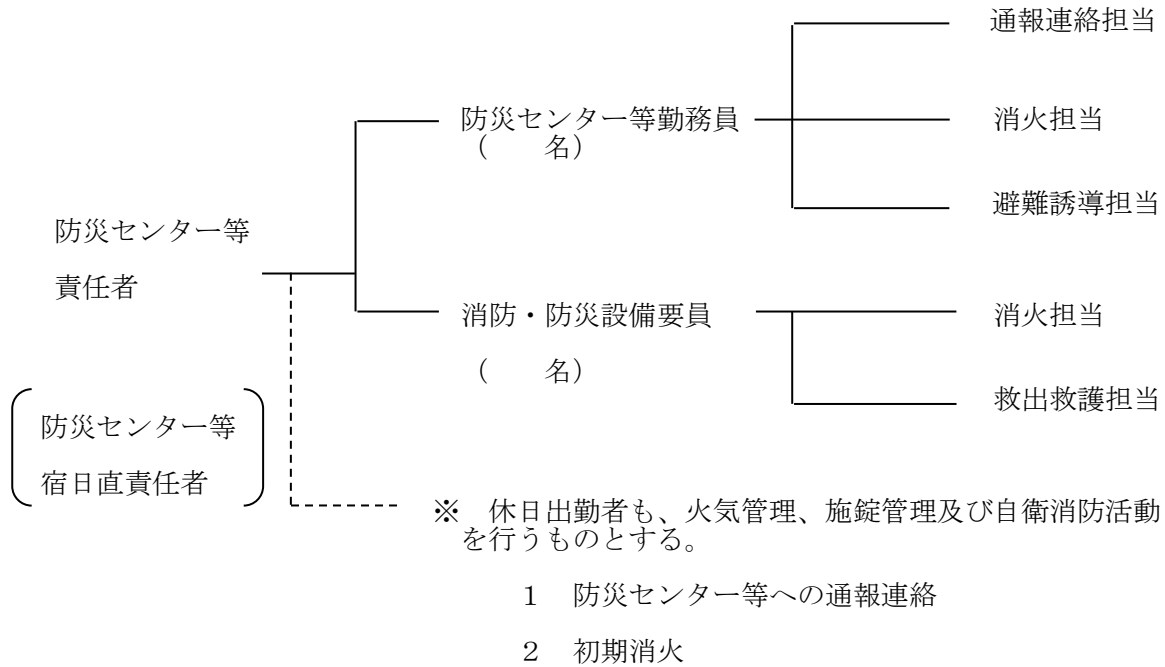 通報連絡担当
防災センター等勤務員
(　　名)
消火担当
避難誘導担当
防災センター等
責任者
消防・防災設備要員
(　　名)
消火担当
救出救護担当
防災センター等
宿日直責任者
※　休日出勤者も、火気管理、施錠管理及び自衛消防活動
を行うものとする。
１　防災センター等への通報連絡
２　初期消火